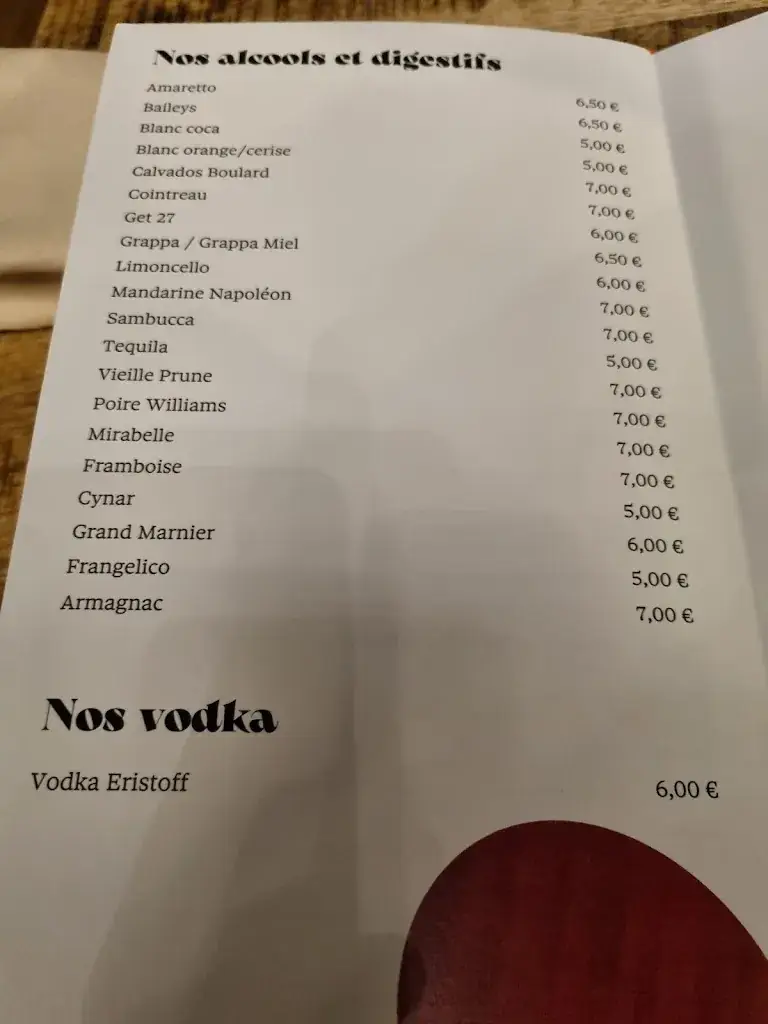 Nos alcools et digestifs
Amaretto 6,50 €
Baileys 6,50 €
Blanc coca 5,00 €
Blanc orange/cerise 5,00 €
Calvados Boulard 7,00 €
Cointreau 7,00 €
Get 27 6,00 €
Grappa / Grappa Miel 6,50 €
Limoncello 6,00 €
Mandarine Napoléon 7,00 €
Sambucca 7,00 €
Tequila 5,00 €
Vieille Prune 7,00 €
Poire Williams 7,00 €
Mirabelle 7,00 €
Framboise 7,00 €
Cynar 5,00 €
Grand Marnier 6,00 €
Frangelico 5,00 €
Armagnac 7,00 €
Nos vodka
Vodka Eristoff 6,00 €